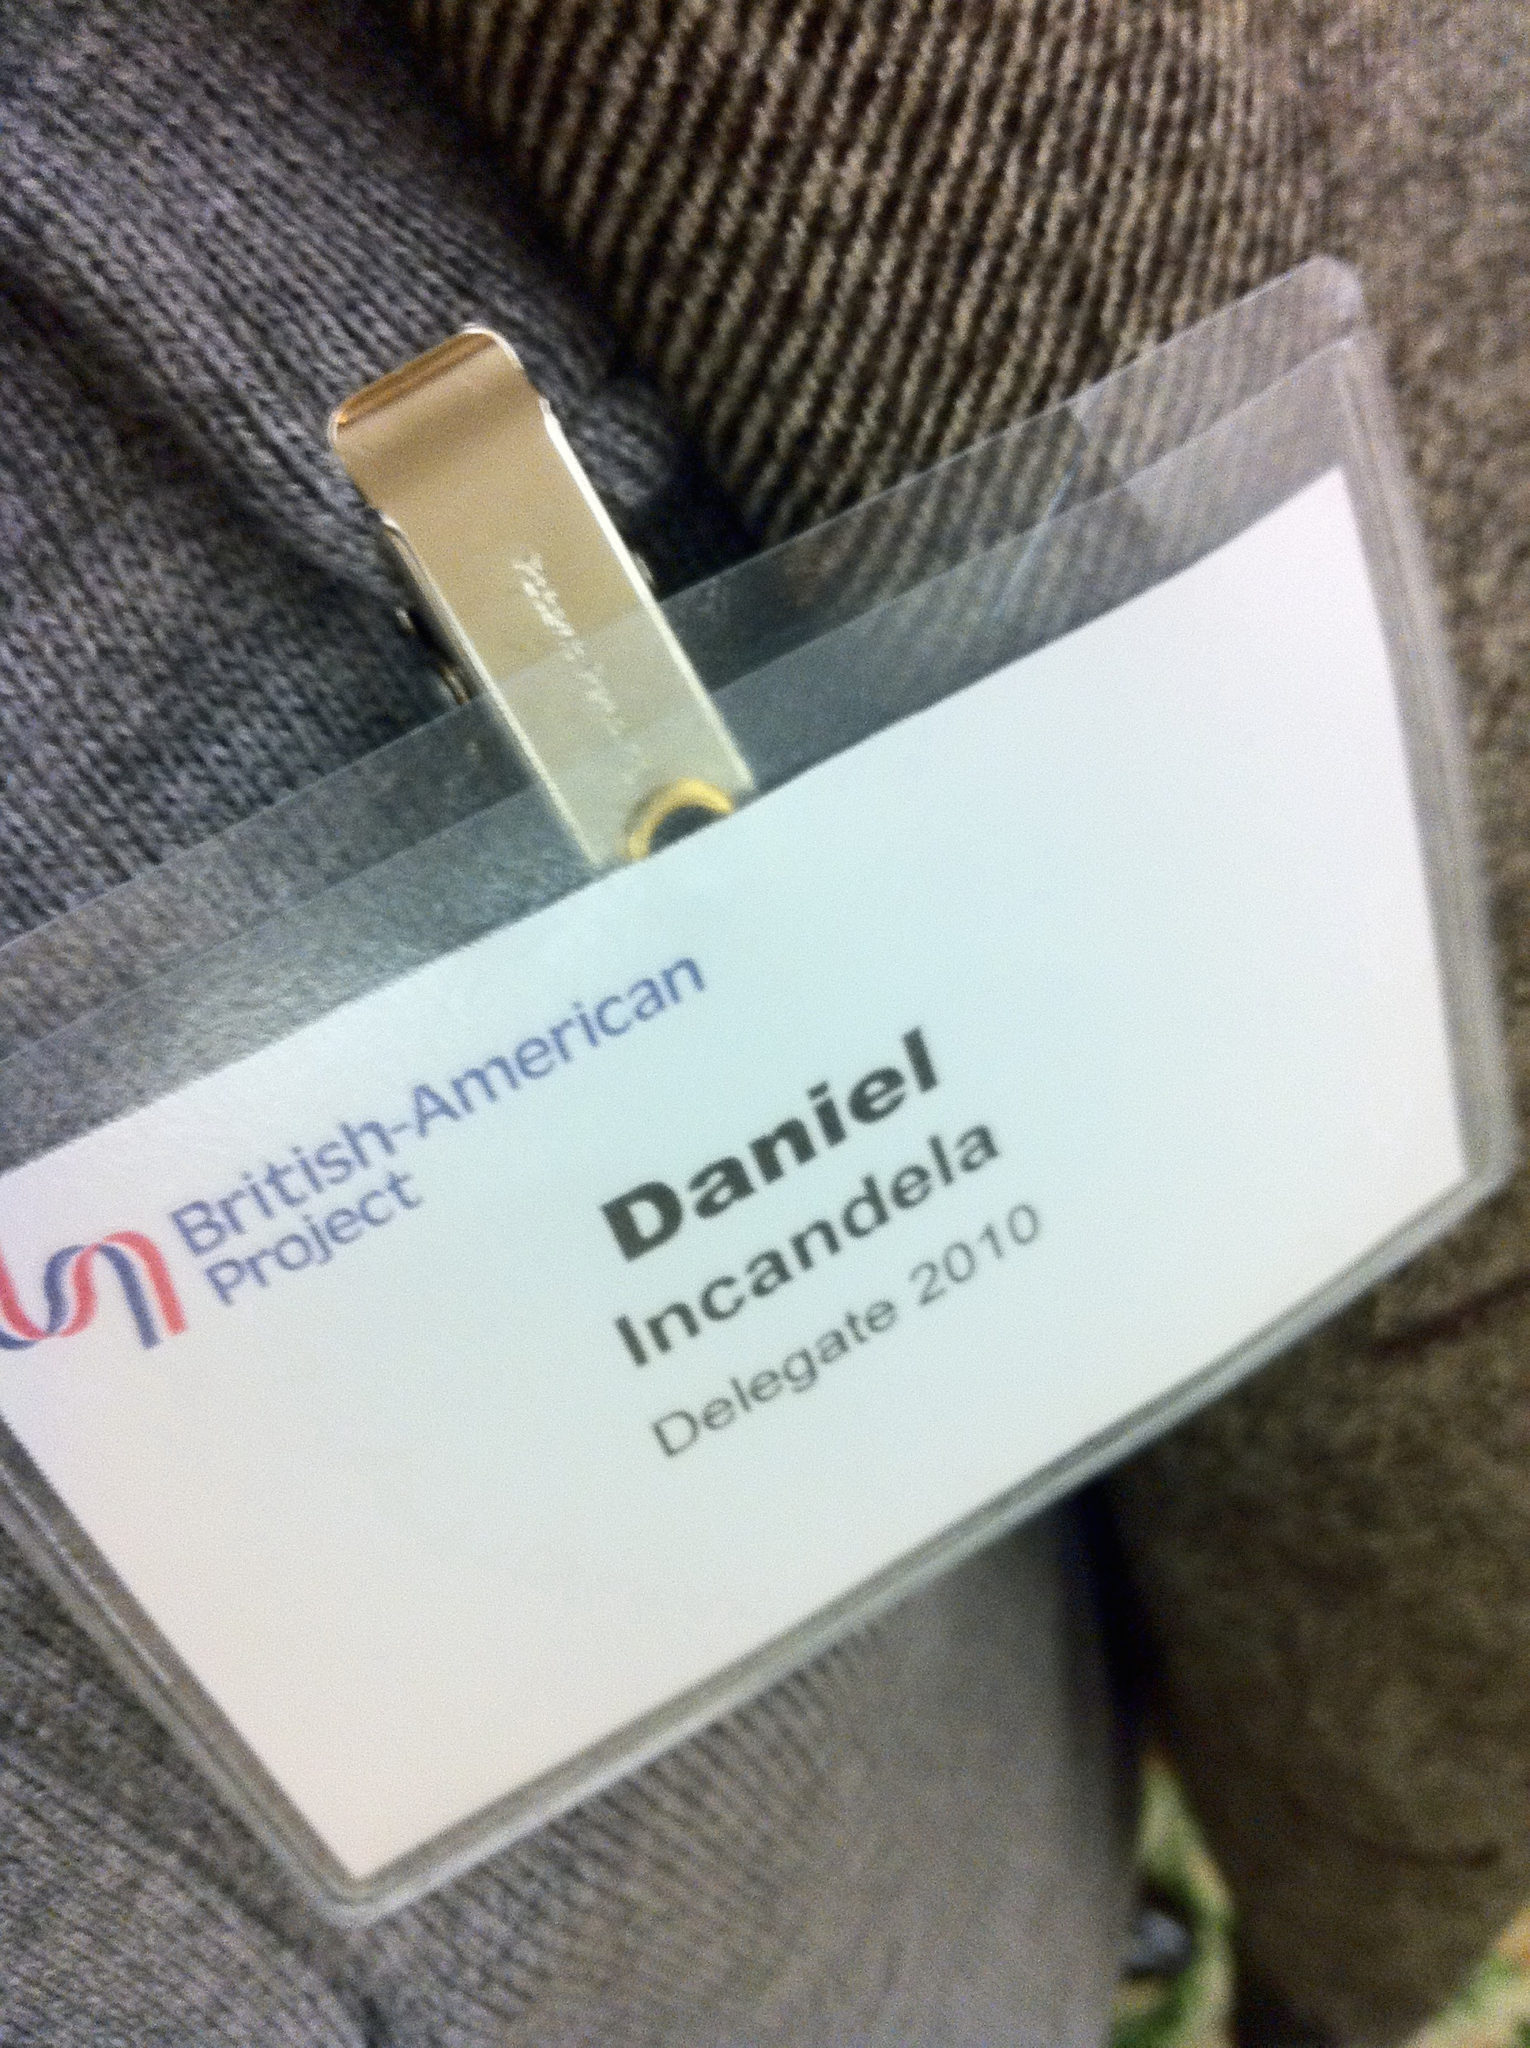 British-American
Project
Daniel
Incandela
Delegate 2010